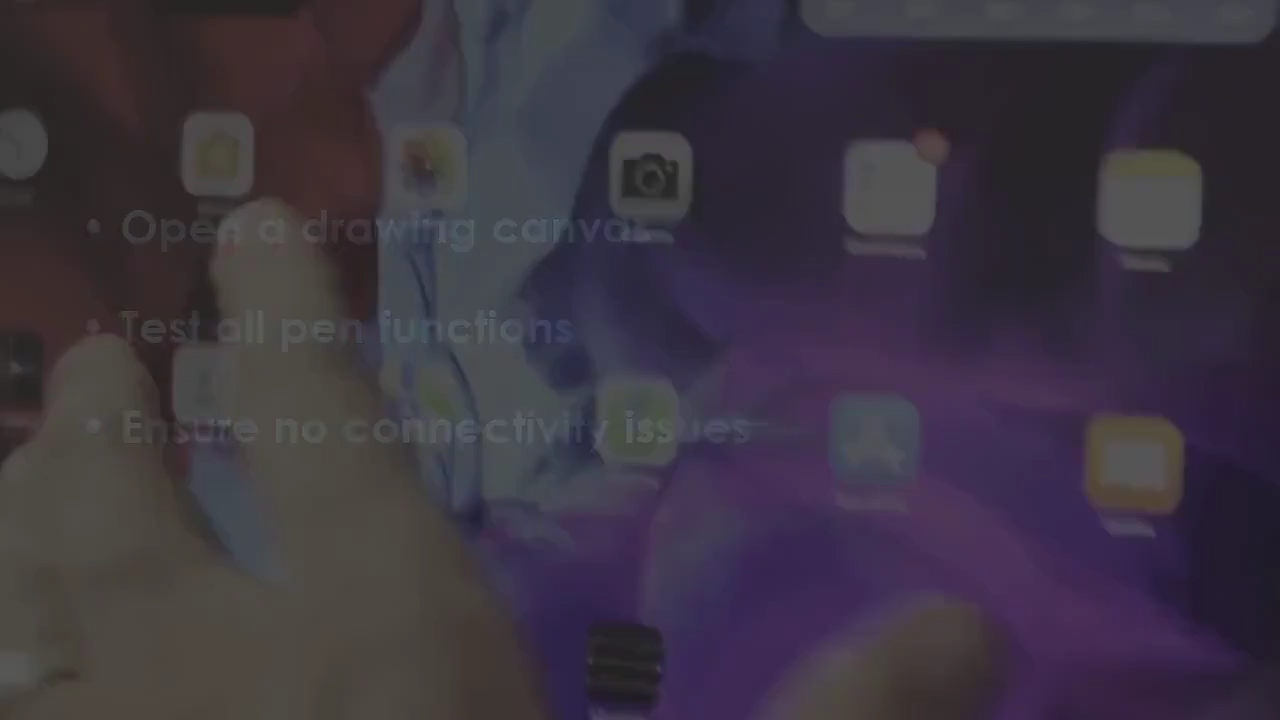 • Open a drawing canvas
• Test all pen functions
• Ensure no connectivity issues